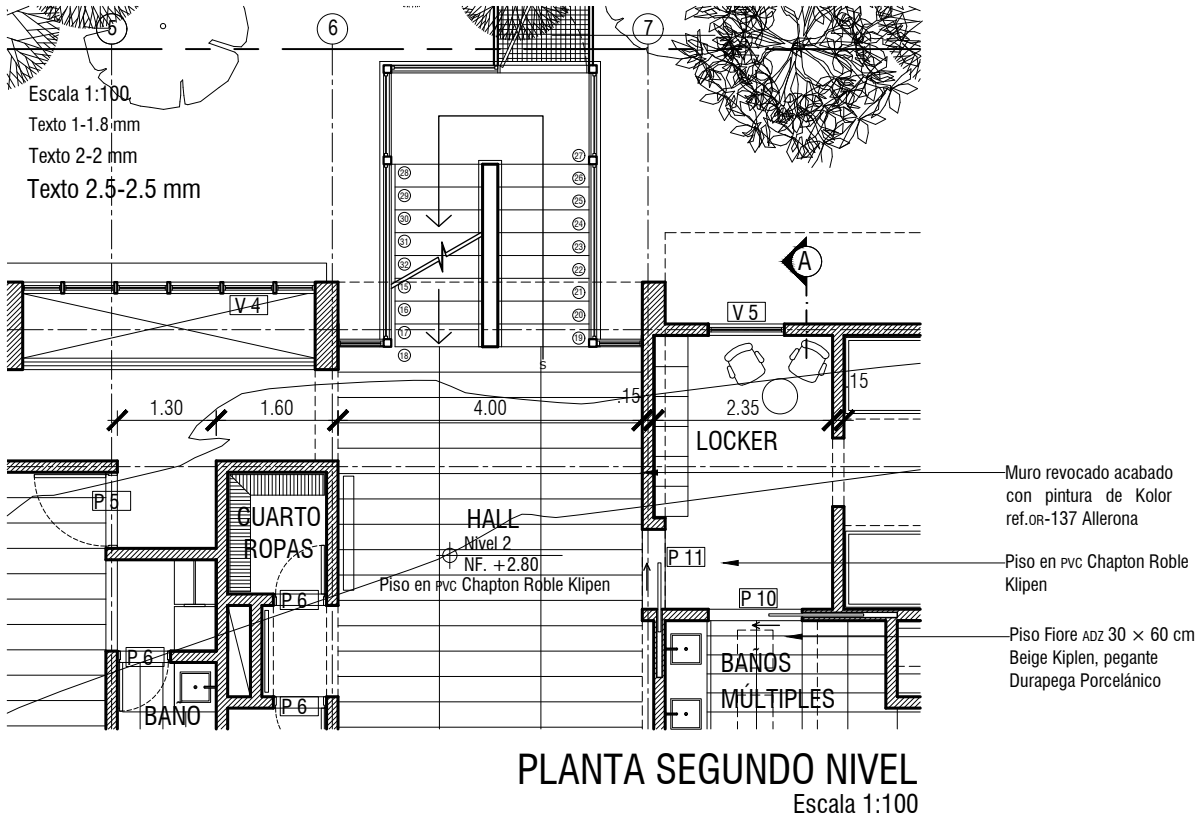 5
6
7
Escala 1:100
Texto 1-1.8 mm
Texto 2-2 mm
Texto 2.5-2.5 mm
27
28
26
29
25
30
24
31
23
32
22
15
21
16
20
17
19
18
S
A
V 4
V 5
1.30
1.60
4.00
.15
2.35
.15
LOCKER
P 5
CUARTO
ROPAS
HALL
Nivel 2
NF. +2.80
Piso en PVC Chapton Roble Klipen
P 11
P 10
P 6
P 6
P 6
BAÑO
BAÑOS
MÚLTIPLES
Muro revocado acabado
con pintura de Kolor
ref.OR-137 Allerona
Piso en PVC Chapton Roble
Klipen
Piso Fiore ADZ 30 × 60 cm
Beige Kiplen, pegante
Durapega Porcelánico
PLANTA SEGUNDO NIVEL
Escala 1:100